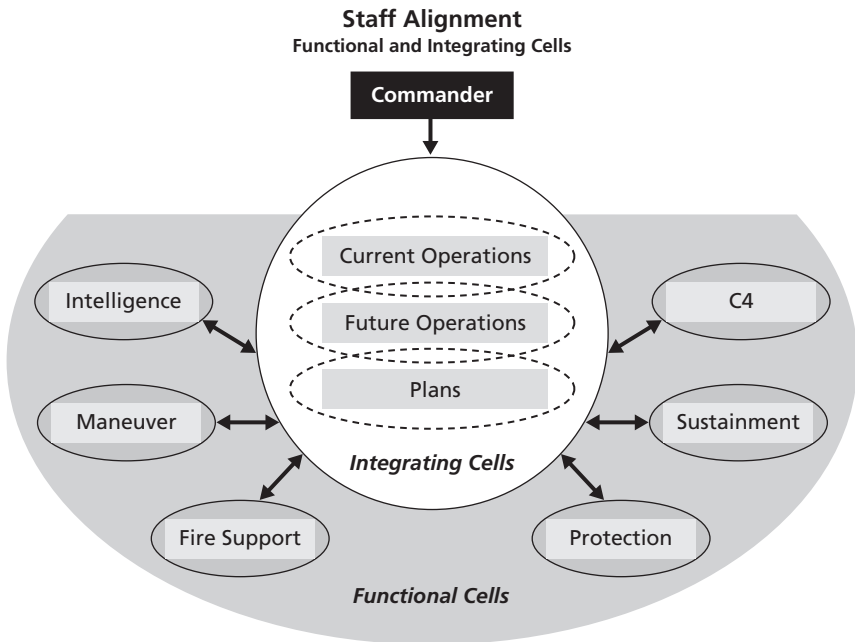 Staff Alignment
Functional and Integrating Cells
Commander
Current Operations
Future Operations
Plans
Integrating Cells
Intelligence
Maneuver
Fire Support
C4
Sustainment
Protection
Functional Cells